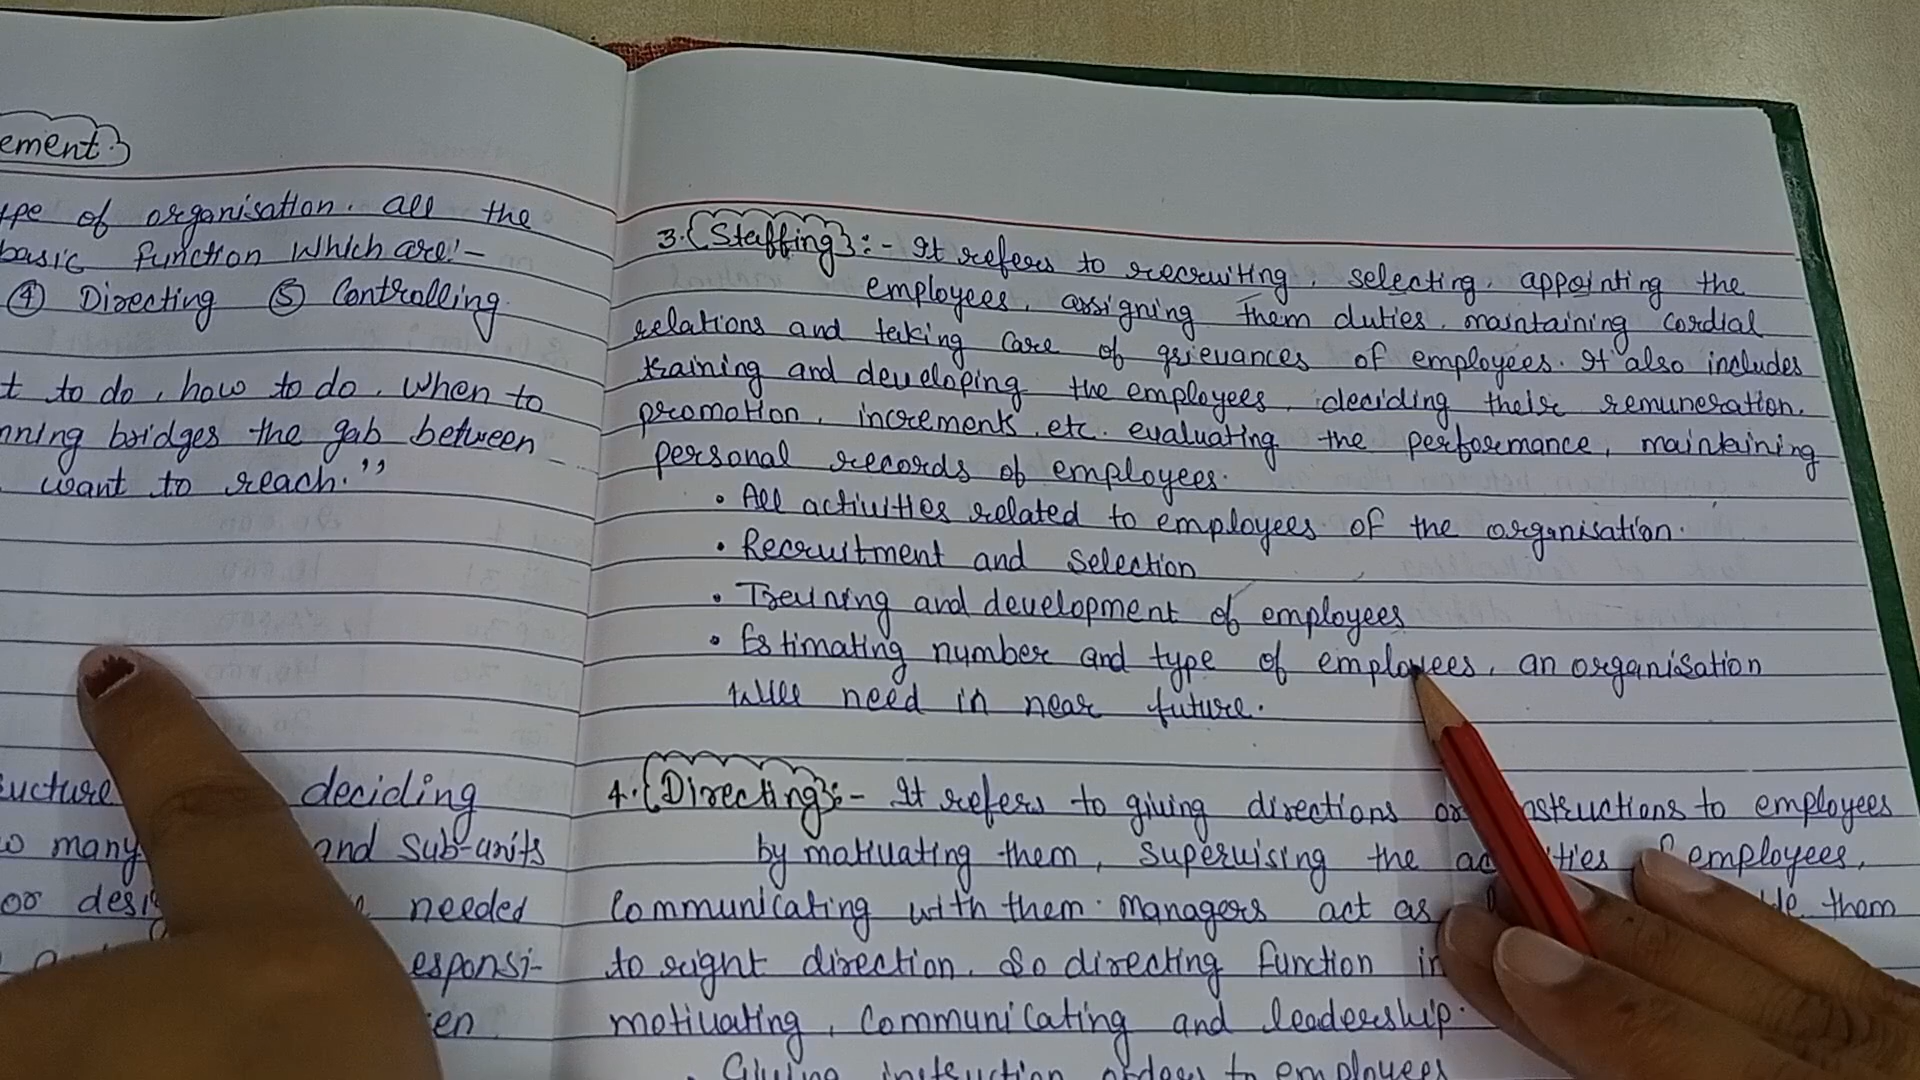 ement
ype of organisation. all the
basic function which are:-
④ Directing ⑤ Controlling.
t to do, how to do, when to
nning bridges the gab between
want to reach."
ucture deciding
many and sub-units
or needed
esponsi-
en
3. {Staffing}:- It refers to recruiting, selecting, appointing the
employees, assigning them duties, maintaining cordial
relations and taking care of grievances of employees. It also includes
training and developing the employees, deciding their remuneration,
promotion, increments etc. evaluating the performance, maintaining
personal records of employees.
• All activities related to employees of the organisation.
• Recruitment and Selection
• Training and development of employees
• Estimating number and type of employees, an organisation
will need in near future.
4. {Directing}:- It refers to giving directions or instructions to employees
by motivating them, supervising the activities of employees,
Communicating with them. Managers act as them
to right direction. So directing function in
motivating, Communicating and leadership.
• Giving instruction orders to employees